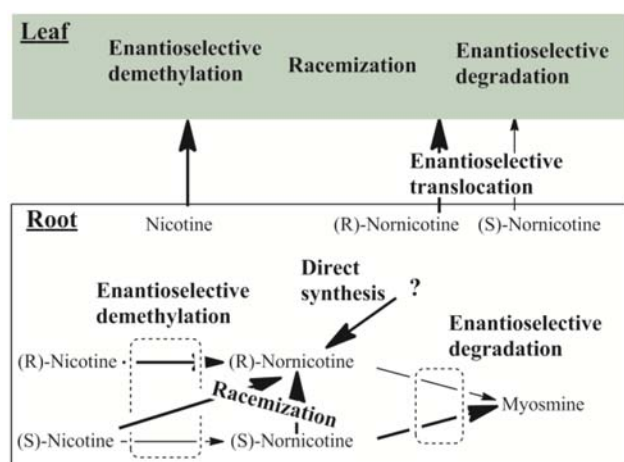 Leaf
Enantioselective
demethylation
Racemization
Enantioselective
degradation
Enantioselective
translocation
Root
Nicotine
(R)-Nornicotine
(S)-Nornicotine
Direct
synthesis
?
Enantioselective
demethylation
Enantioselective
degradation
(R)-Nicotine
(R)-Nornicotine
Racemization
Myosmine
(S)-Nicotine
(S)-Nornicotine